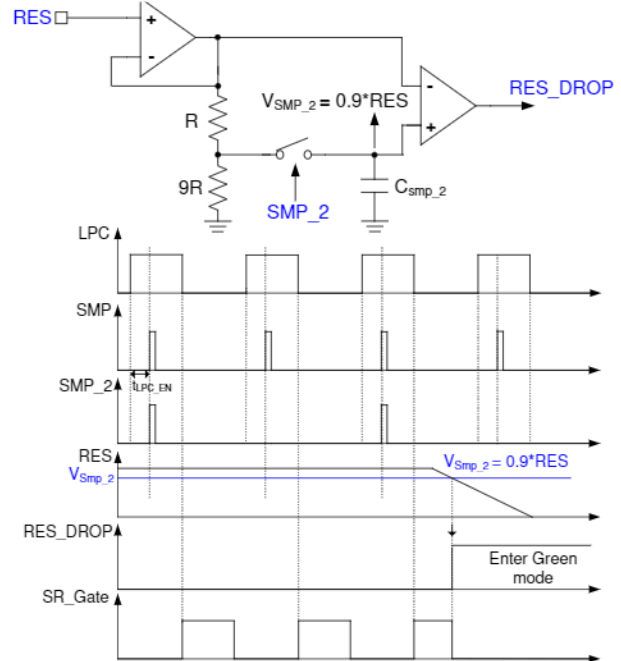 RES
+
-
R
V_SMP_2 = 0.9*RES
-
+
RES_DROP
9R
SMP_2
C_smp_2
LPC
SMP
t_LPC_EN
SMP_2
RES
V_Smp_2
V_Smp_2 = 0.9*RES
RES_DROP
Enter Green
mode
SR_Gate